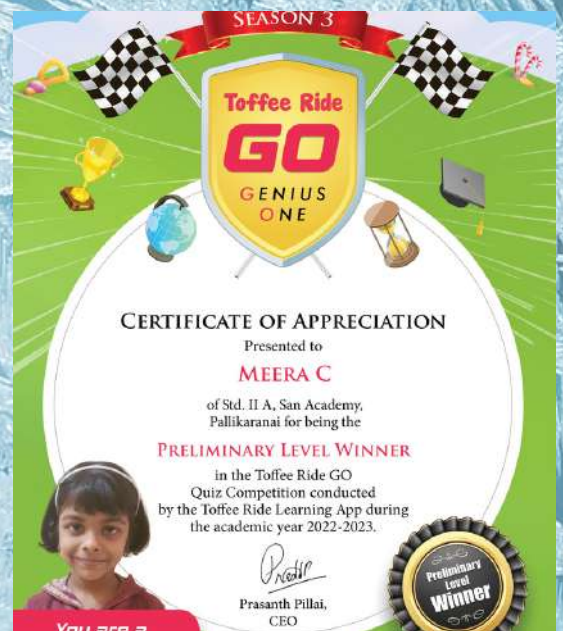 SEASON 3
Toffee Ride
GO
GENIUS
ONE
CERTIFICATE OF APPRECIATION
Presented to
MEERA C
of Std. II A, San Academy,
Pallikaranai for being the
PRELIMINARY LEVEL WINNER
in the Toffee Ride GO
Quiz Competition conducted
by the Toffee Ride Learning App during
the academic year 2022-2023.
Prasanth Pillai,
CEO
Preliminary
Level
Winner
You are a